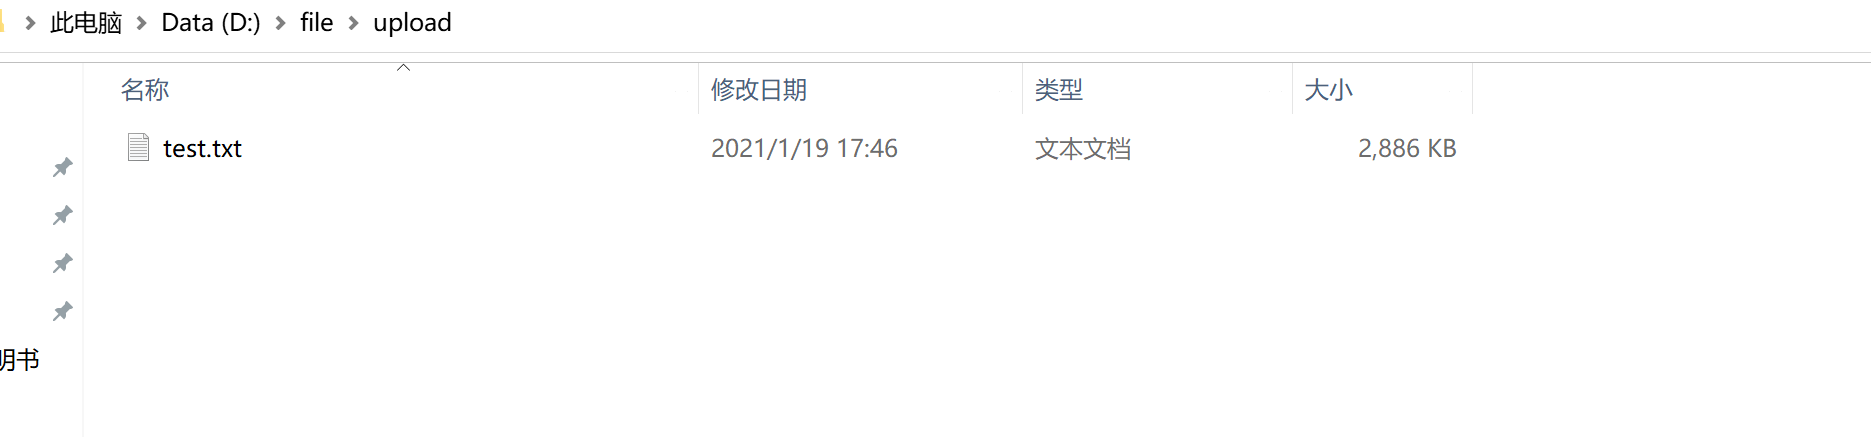 此电脑 > Data (D:) > file > upload
名称 修改日期 类型 大小
test.txt 2021/1/19 17:46 文本文档 2,886 KB
明书